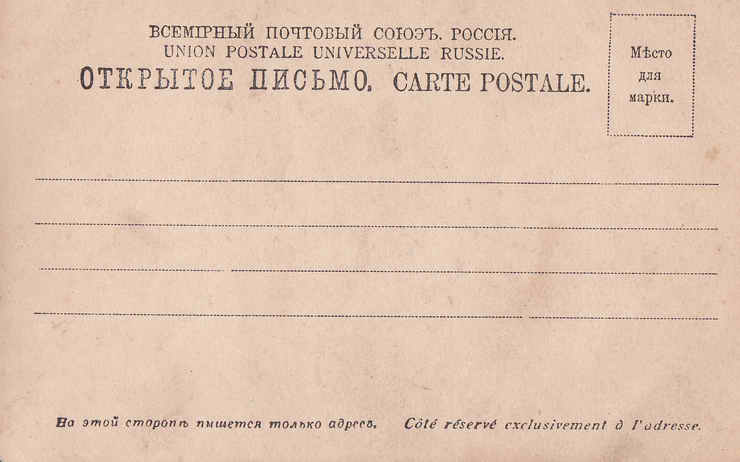 ВСЕМІРНЫЙ ПОЧТОВЫЙ СОЮЗЪ. РОССІЯ.
UNION POSTALE UNIVERSELLE RUSSIE.
ОТКРЫТОЕ ПИСЬМО. CARTE POSTALE.
Мѣсто
для
марки.
На этой сторонѣ пишется только адресъ. Côté réservé exclusivement à l'adresse.